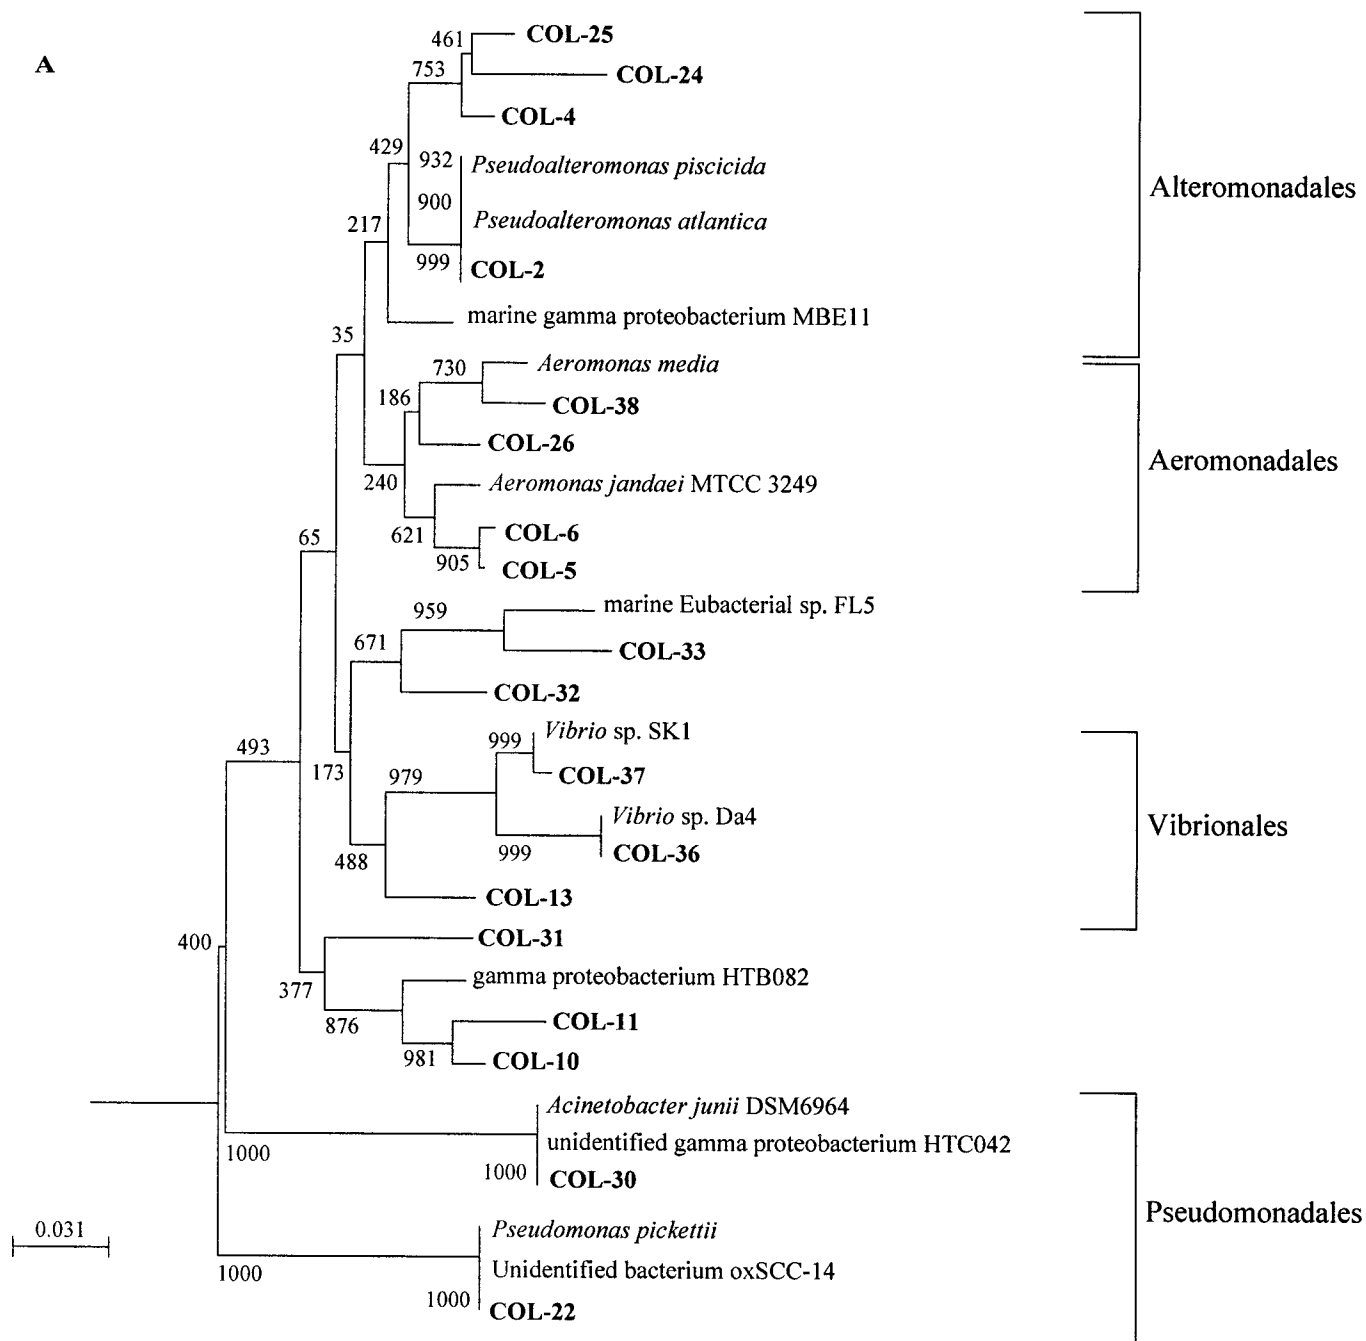 A
461
COL-25
753
COL-24
COL-4
429
932
Pseudoalteromonas piscicida
Alteromonadales
900
217
Pseudoalteromonas atlantica
999
COL-2
marine gamma proteobacterium MBE11
35
730
Aeromonas media
186
COL-38
COL-26
Aeromonadales
240
Aeromonas jandaei MTCC 3249
621
COL-6
65
905
COL-5
959
marine Eubacterial sp. FL5
671
COL-33
COL-32
493
999
Vibrio sp. SK1
173
979
COL-37
Vibrio sp. Da4
Vibrionales
488
999
COL-36
COL-13
400
COL-31
377
gamma proteobacterium HTB082
876
COL-11
981
COL-10
Acinetobacter junii DSM6964
1000
unidentified gamma proteobacterium HTC042
1000
COL-30
Pseudomonadales
0.031
Pseudomonas pickettii
1000
Unidentified bacterium oxSCC-14
1000
COL-22